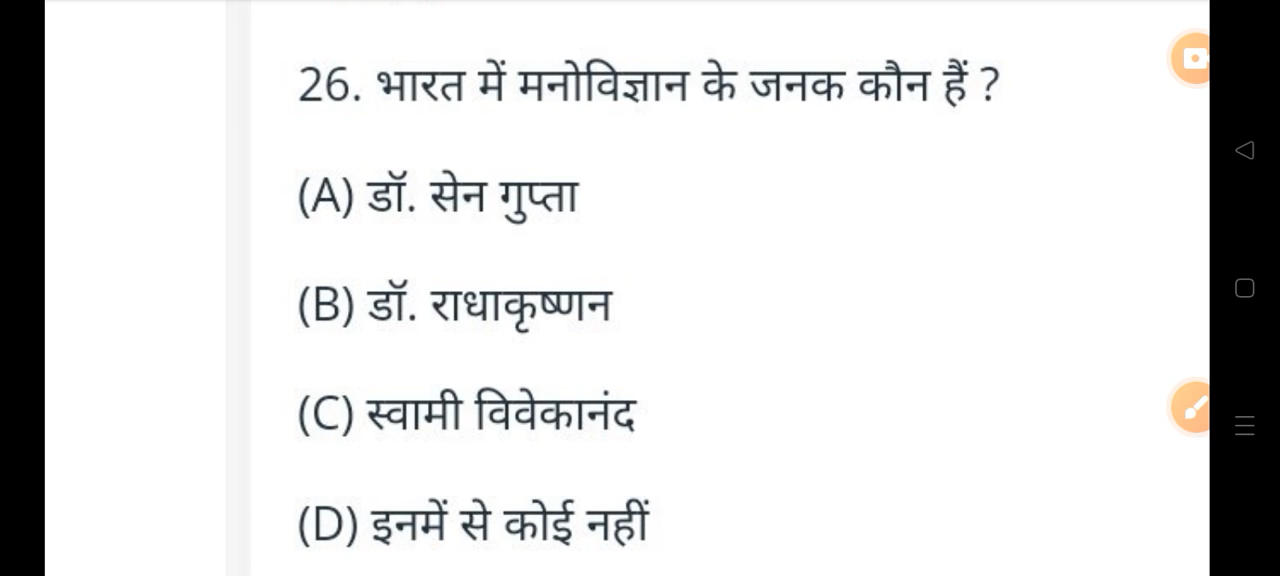 26. भारत में मनोविज्ञान के जनक कौन हैं ?
(A) डॉ. सेन गुप्ता
(B) डॉ. राधाकृष्णन
(C) स्वामी विवेकानंद
(D) इनमें से कोई नहीं